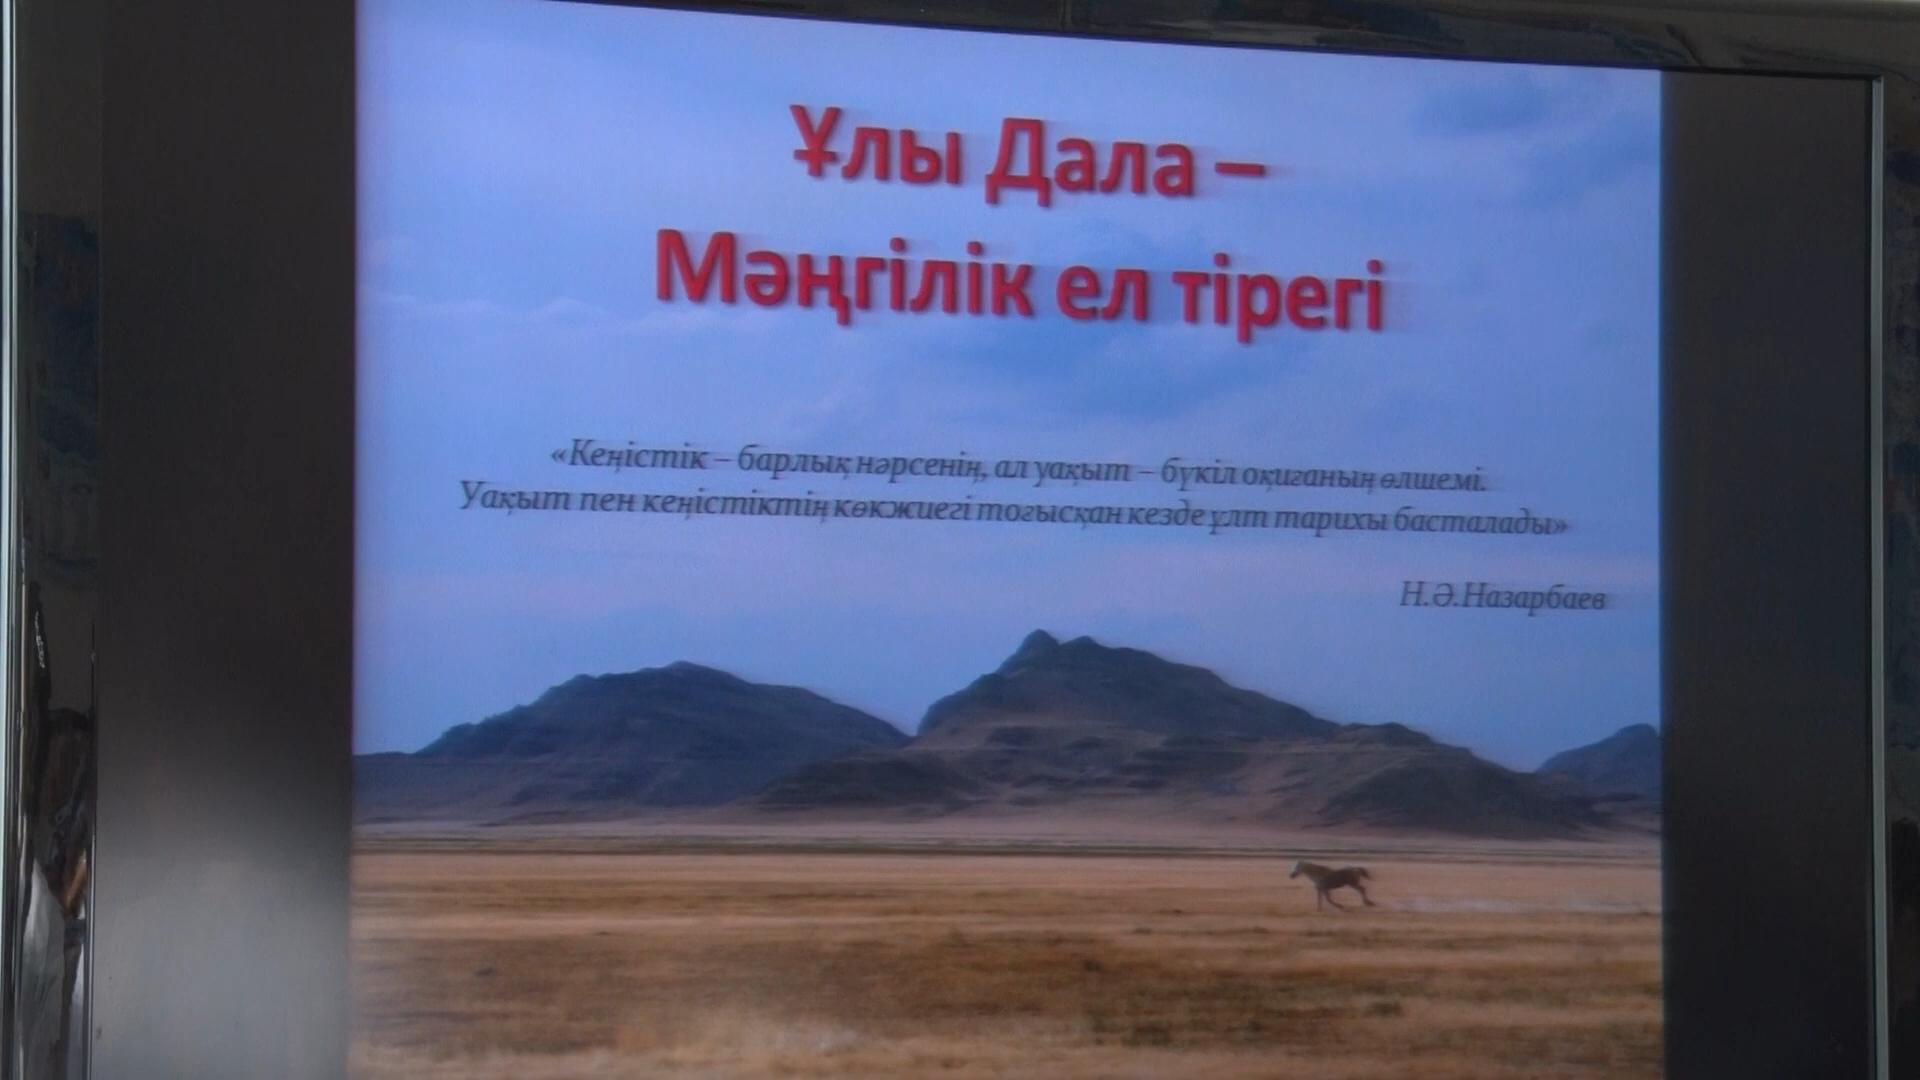 Ұлы Дала –
Мәңгілік ел тірегі
«Кеңістік – барлық нәрсенің, ал уақыт – бүкіл оқиғаның өлшемі.
Уақыт пен кеңістіктің көкжиегі тоғысқан кезде ұлт тарихы басталады»
Н.Ә.Назарбаев